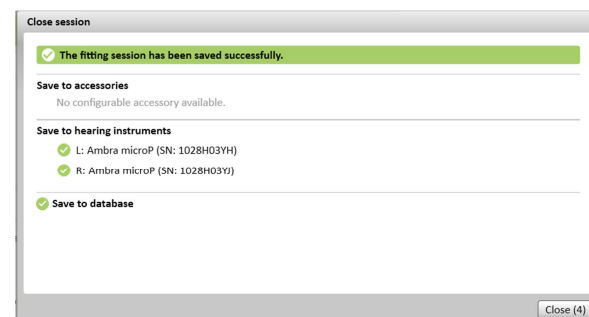 Close session
The fitting session has been saved successfully.
Save to accessories
No configurable accessory available.
Save to hearing instruments
L: Ambra microP (SN: 1028H03YH)
R: Ambra microP (SN: 1028H03YJ)
Save to database
Close (4)